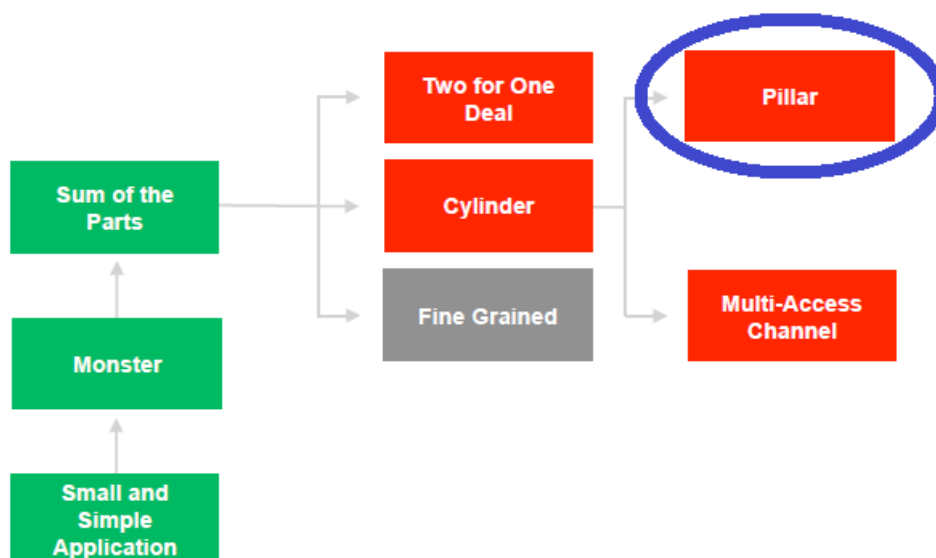 Two for One
Deal
Pillar
Sum of the
Parts
Cylinder
Fine Grained
Multi-Access
Channel
Monster
Small and
Simple
Application